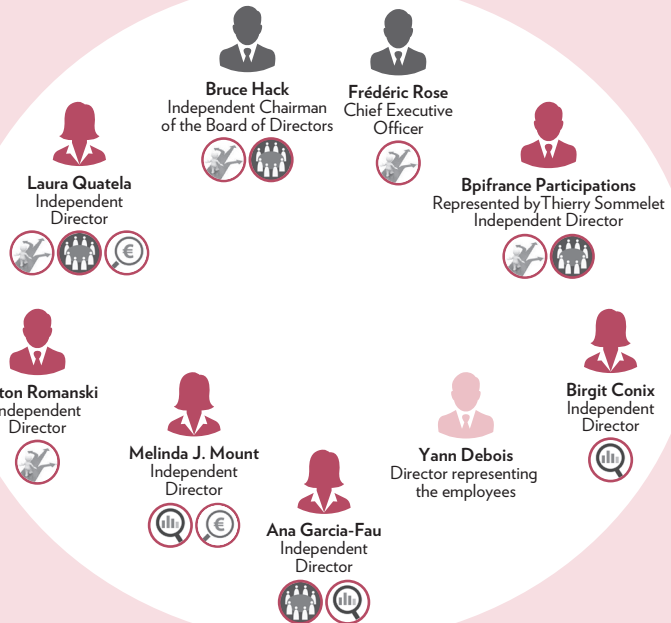 Bruce Hack
Independent Chairman
of the Board of Directors
Frédéric Rose
Chief Executive
Officer
Laura Quatela
Independent
Director
€
Bpifrance Participations
Represented by Thierry Sommelet
Independent Director
Romanski
Director
Birgit Conix
Independent
Director
Melinda J. Mount
Independent
Director
€
Yann Debois
Director representing
the employees
Ana Garcia-Fau
Independent
Director